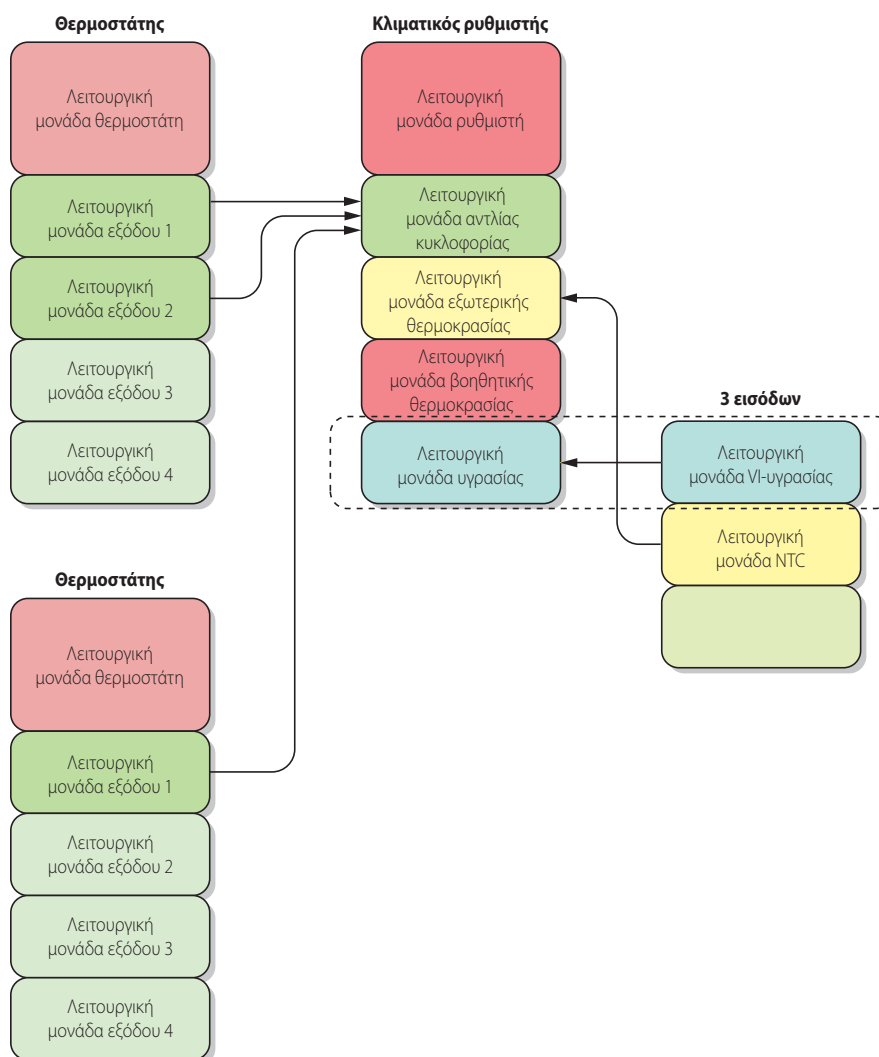 Θερμοστάτης
Λειτουργική
μονάδα θερμοστάτη
Λειτουργική
μονάδα εξόδου 1
Λειτουργική
μονάδα εξόδου 2
Λειτουργική
μονάδα εξόδου 3
Λειτουργική
μονάδα εξόδου 4
Κλιματικός ρυθμιστής
Λειτουργική
μονάδα ρυθμιστή
Λειτουργική
μονάδα αντλίας
κυκλοφορίας
Λειτουργική
μονάδα εξωτερικής
θερμοκρασίας
Λειτουργική
μονάδα βοηθητικής
θερμοκρασίας
Λειτουργική
μονάδα υγρασίας
3 εισόδων
Λειτουργική
μονάδα VI-υγρασίας
Λειτουργική
μονάδα NTC
Θερμοστάτης
Λειτουργική
μονάδα θερμοστάτη
Λειτουργική
μονάδα εξόδου 1
Λειτουργική
μονάδα εξόδου 2
Λειτουργική
μονάδα εξόδου 3
Λειτουργική
μονάδα εξόδου 4